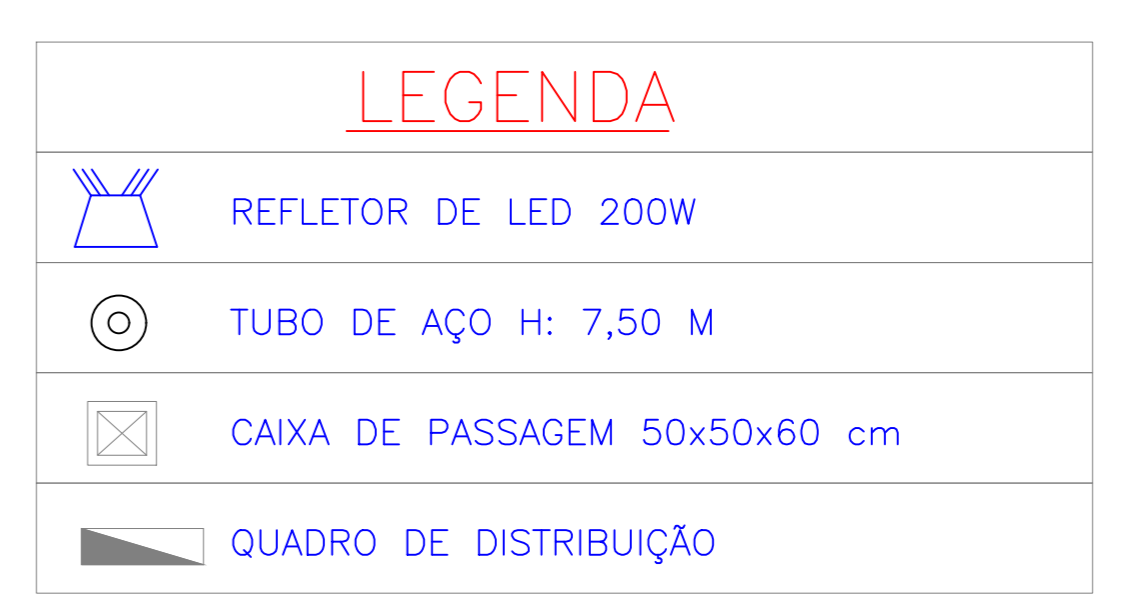 LEGENDA
REFLETOR DE LED 200W
TUBO DE AÇO H: 7,50 M
CAIXA DE PASSAGEM 50x50x60 cm
QUADRO DE DISTRIBUIÇÃO